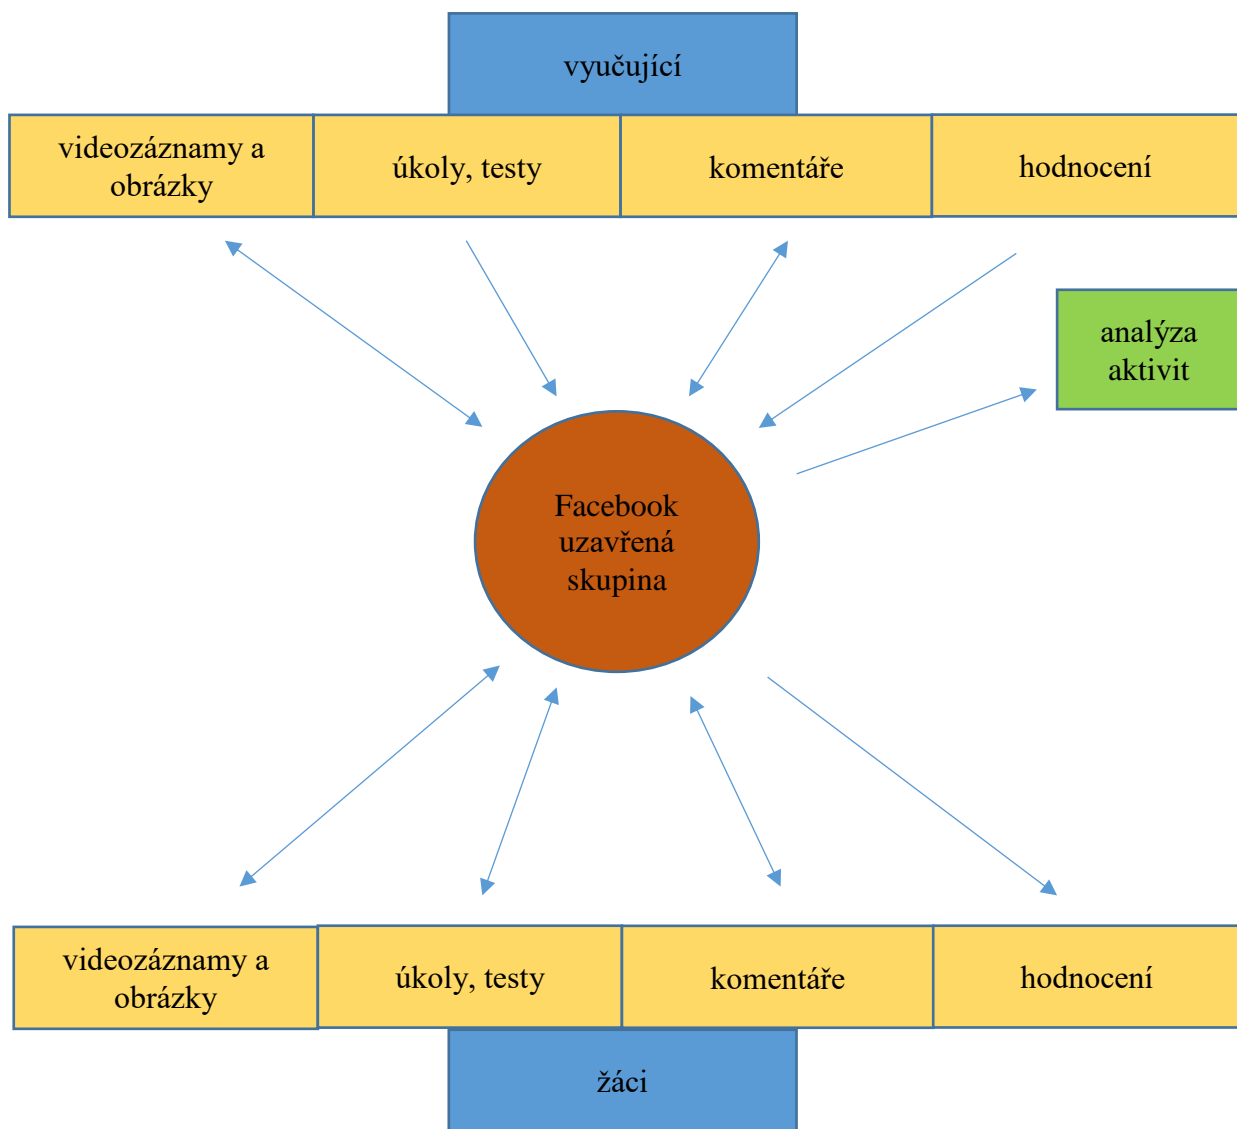 vyučující
videozáznamy a
obrázky
úkoly, testy
komentáře
hodnocení
analýza
aktivit
Facebook
uzavřená
skupina
videozáznamy a
obrázky
úkoly, testy
komentáře
hodnocení
žáci